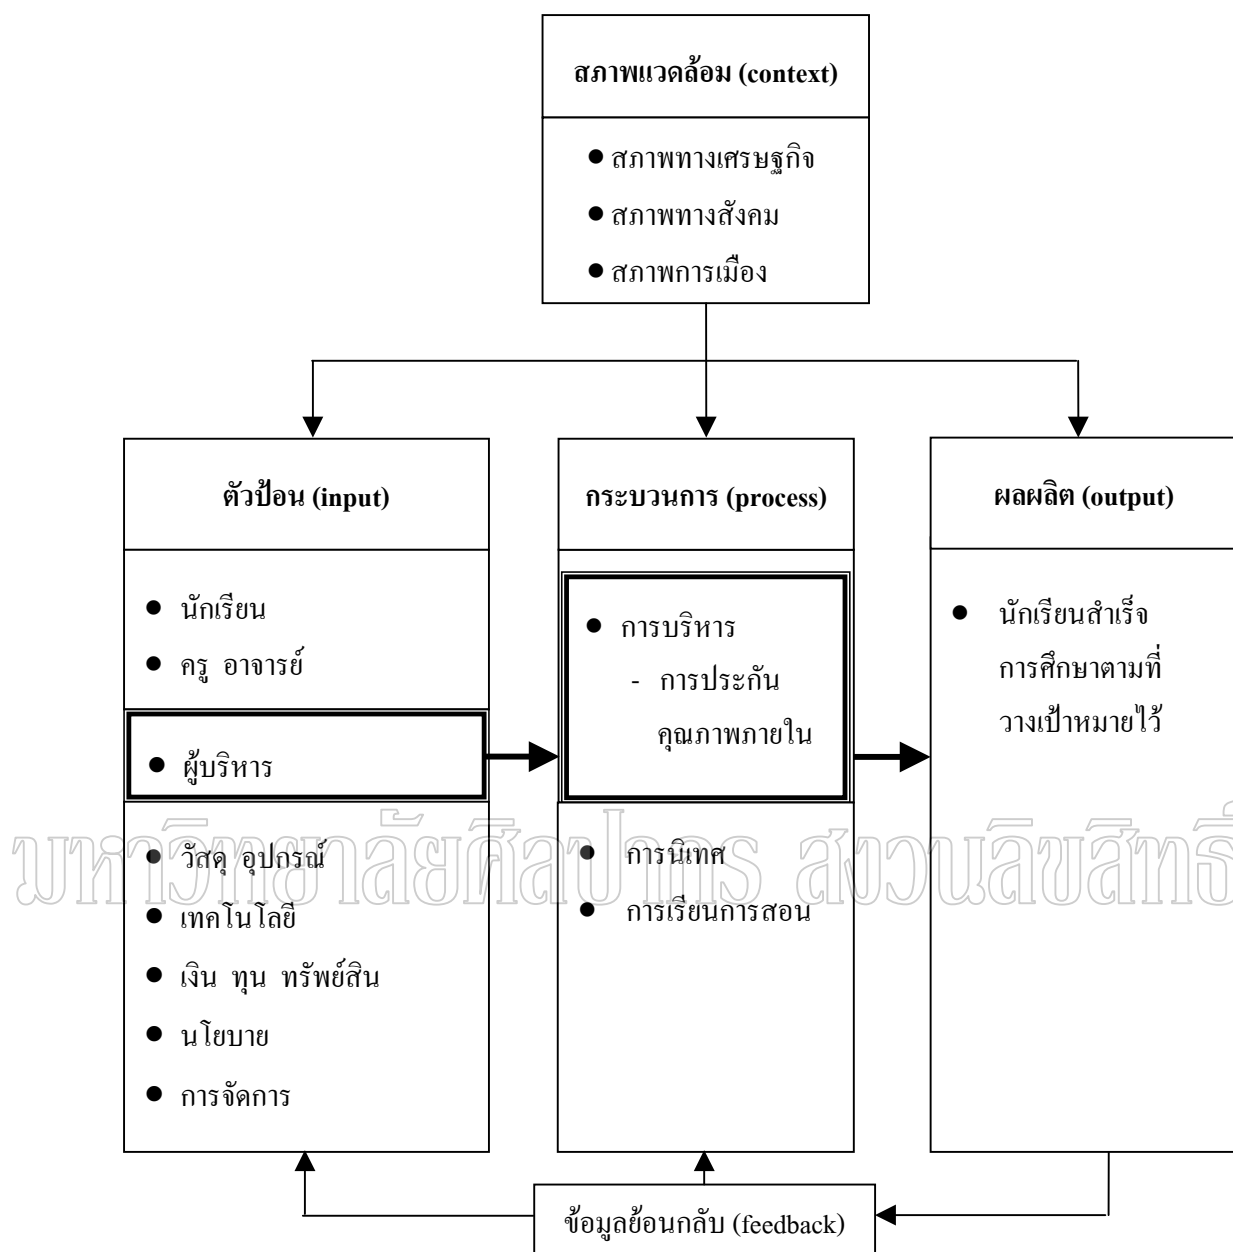 สภาพแวดล้อม (context)
● สภาพทางเศรษฐกิจ
● สภาพทางสังคม
● สภาพการเมือง
ตัวป้อน (input)
● นักเรียน
● ครู อาจารย์
● ผู้บริหาร
● วัสดุ อุปกรณ์
● เทคโนโลยี
● เงิน ทุน ทรัพย์สิน
● นโยบาย
● การจัดการ
กระบวนการ (process)
● การบริหาร
- การประกัน
คุณภาพภายใน
● การนิเทศ
● การเรียนการสอน
ผลผลิต (output)
● นักเรียนสำเร็จ
การศึกษาตามที่
วางเป้าหมายไว้
มหาวิทยาลัยศิลปากร สงวนลิขสิทธิ์
ข้อมูลย้อนกลับ (feedback)